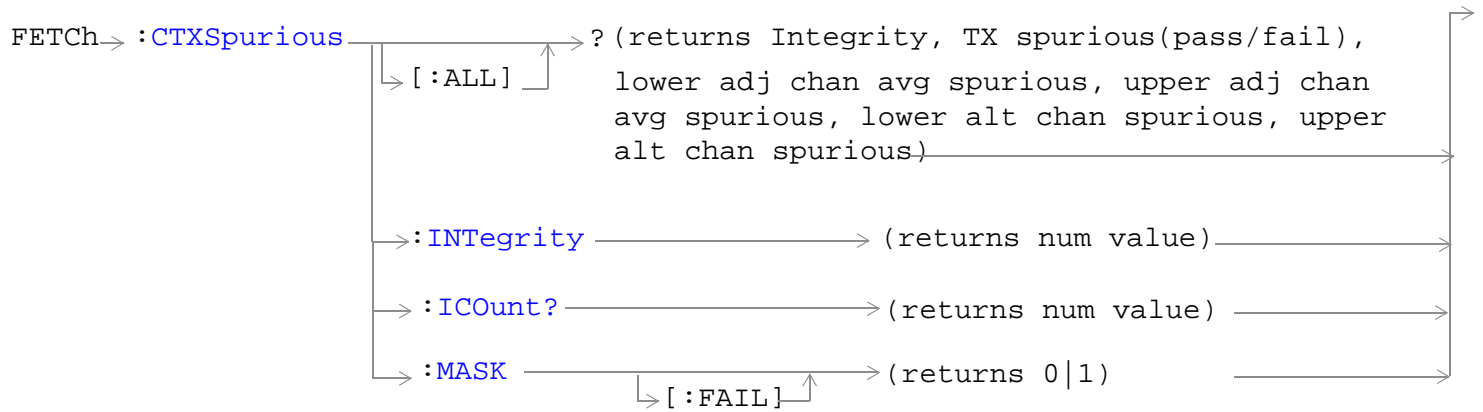 FETCh :CTXSpurious ? (returns Integrity, TX spurious(pass/fail),
[:ALL] lower adj chan avg spurious, upper adj chan
avg spurious, lower alt chan spurious, upper
alt chan spurious)
:INTegrity (returns num value)
:ICOunt? (returns num value)
:MASK (returns 0|1)
[:FAIL]